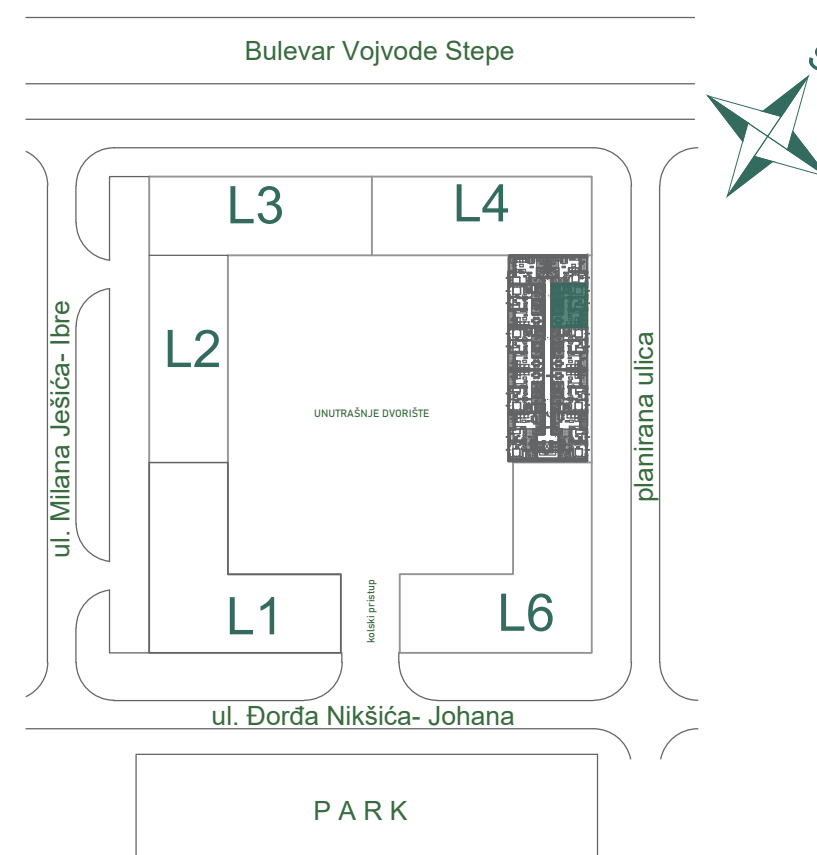 Bulevar Vojvode Stepe
S
L3
L4
L2
ul. Milana Ješića- Ibre
UNUTRAŠNJE DVORIŠTE
planirana ulica
kolski pristup
L1
L6
ul. Đorđa Nikšića- Johana
PARK